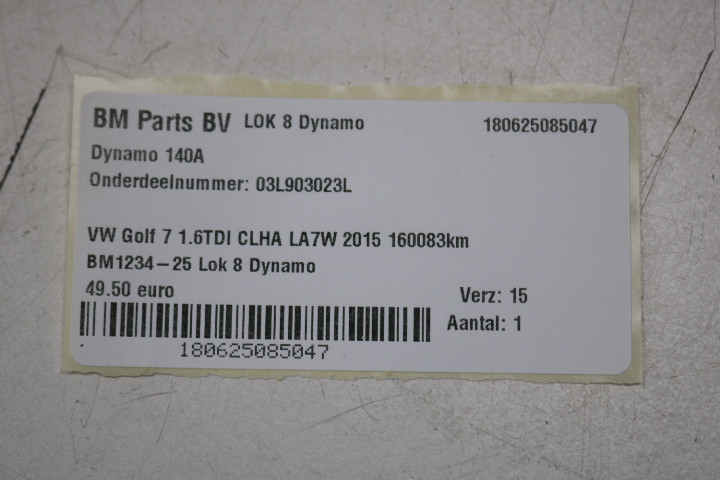 BM Parts BV LOK 8 Dynamo 180625085047
Dynamo 140A
Onderdeelnummer: 03L903023L
VW Golf 7 1.6TDI CLHA LA7W 2015 160083km
BM1234-25 Lok 8 Dynamo
49.50 euro Verz: 15
Aantal: 1
180625085047